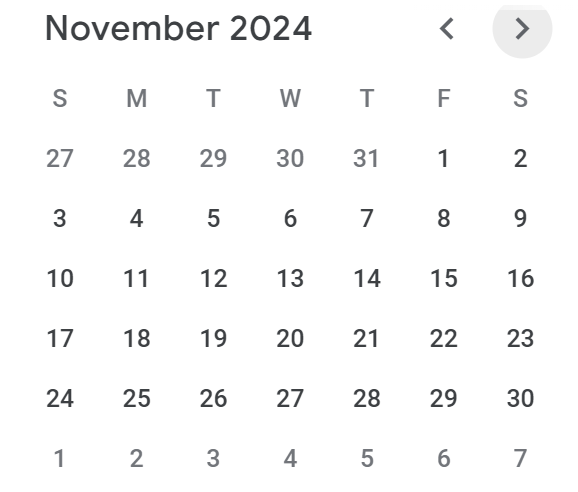 November 2024
S M T W T F S
27 28 29 30 31 1 2
3 4 5 6 7 8 9
10 11 12 13 14 15 16
17 18 19 20 21 22 23
24 25 26 27 28 29 30
1 2 3 4 5 6 7